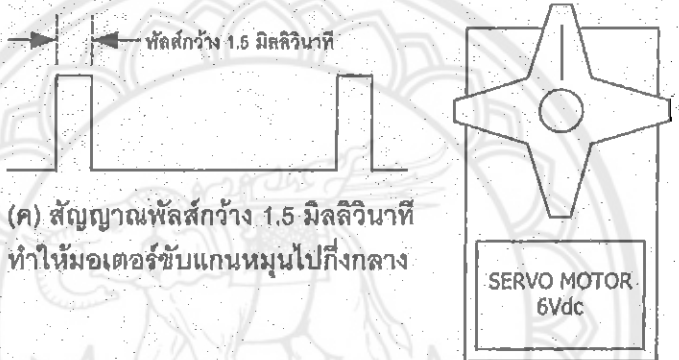 พัลส์กว้าง 1.5 มิลลิวินาที
(ค) สัญญาณพัลส์กว้าง 1.5 มิลลิวินาที
ทำให้มอเตอร์ขับแกนหมุนไปกึ่งกลาง
SERVO MOTOR
6Vdc